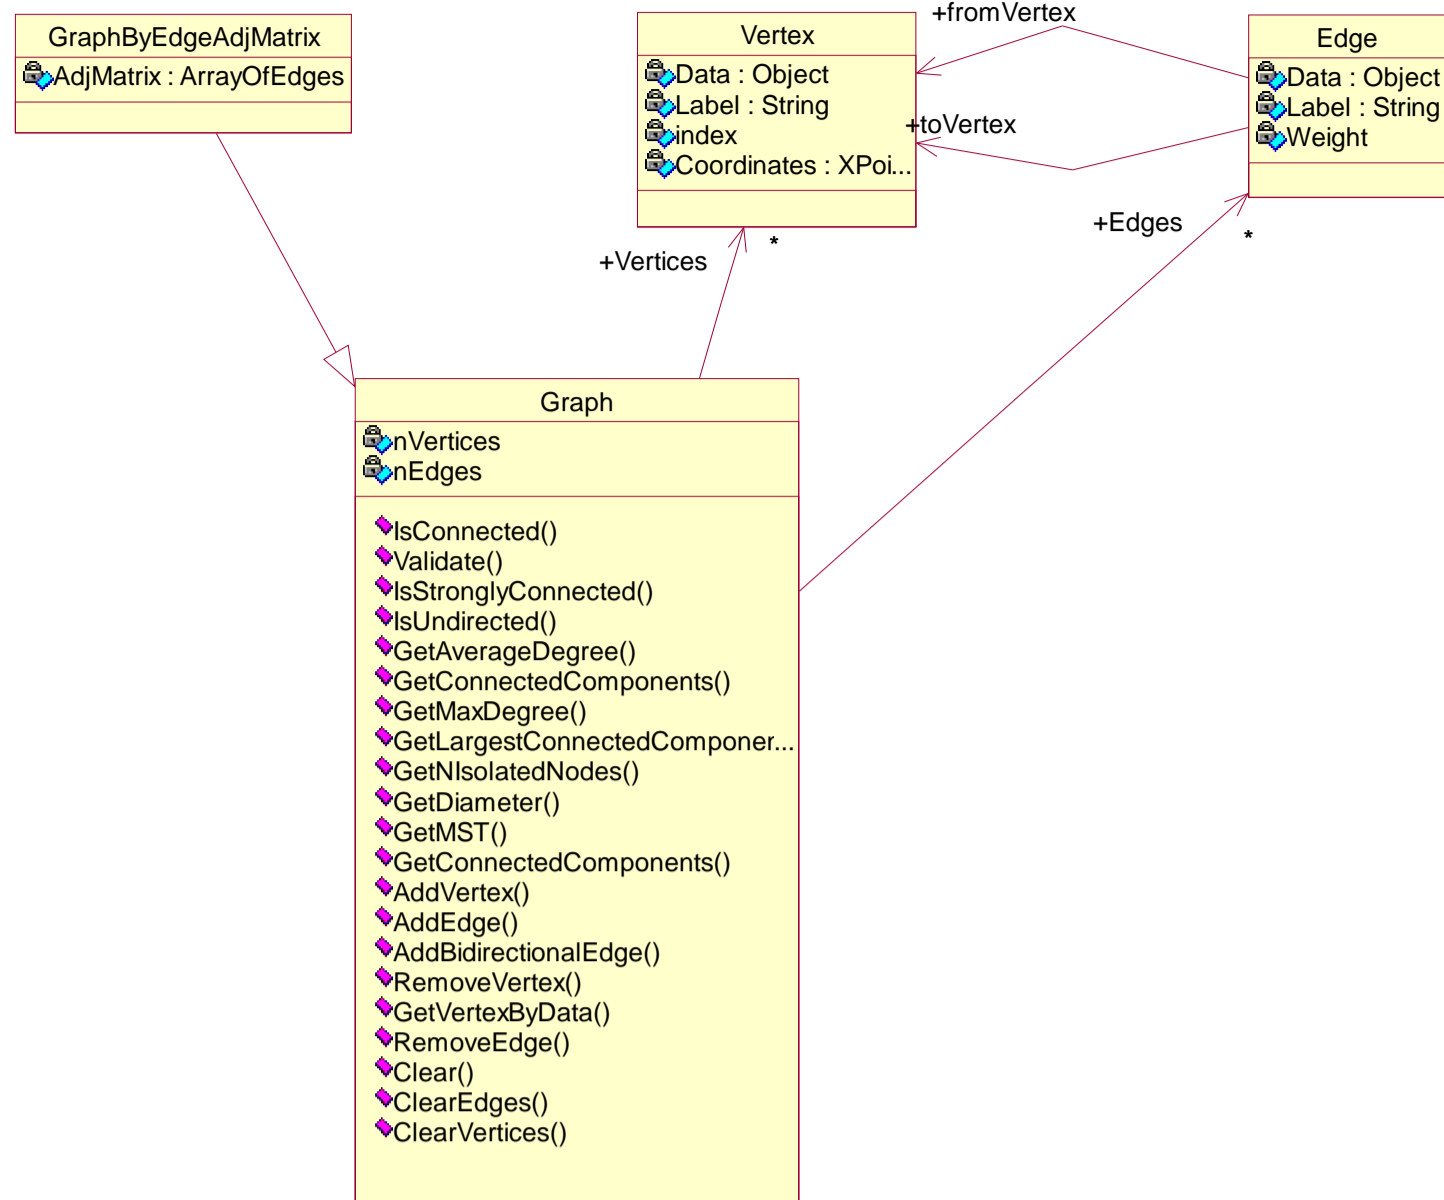 GraphByEdgeAdjMatrix
AdjMatrix : ArrayOfEdges
Vertex
Data : Object
Label : String
index
Coordinates : XPoi...
+fromVertex
+toVertex
Edge
Data : Object
Label : String
Weight
+Vertices
*
+Edges
*
Graph
nVertices
nEdges
IsConnected()
Validate()
IsStronglyConnected()
IsUndirected()
GetAverageDegree()
GetConnectedComponents()
GetMaxDegree()
GetLargestConnectedComponer...
GetNIsolatedNodes()
GetDiameter()
GetMST()
GetConnectedComponents()
AddVertex()
AddEdge()
AddBidirectionalEdge()
RemoveVertex()
GetVertexByData()
RemoveEdge()
Clear()
ClearEdges()
ClearVertices()